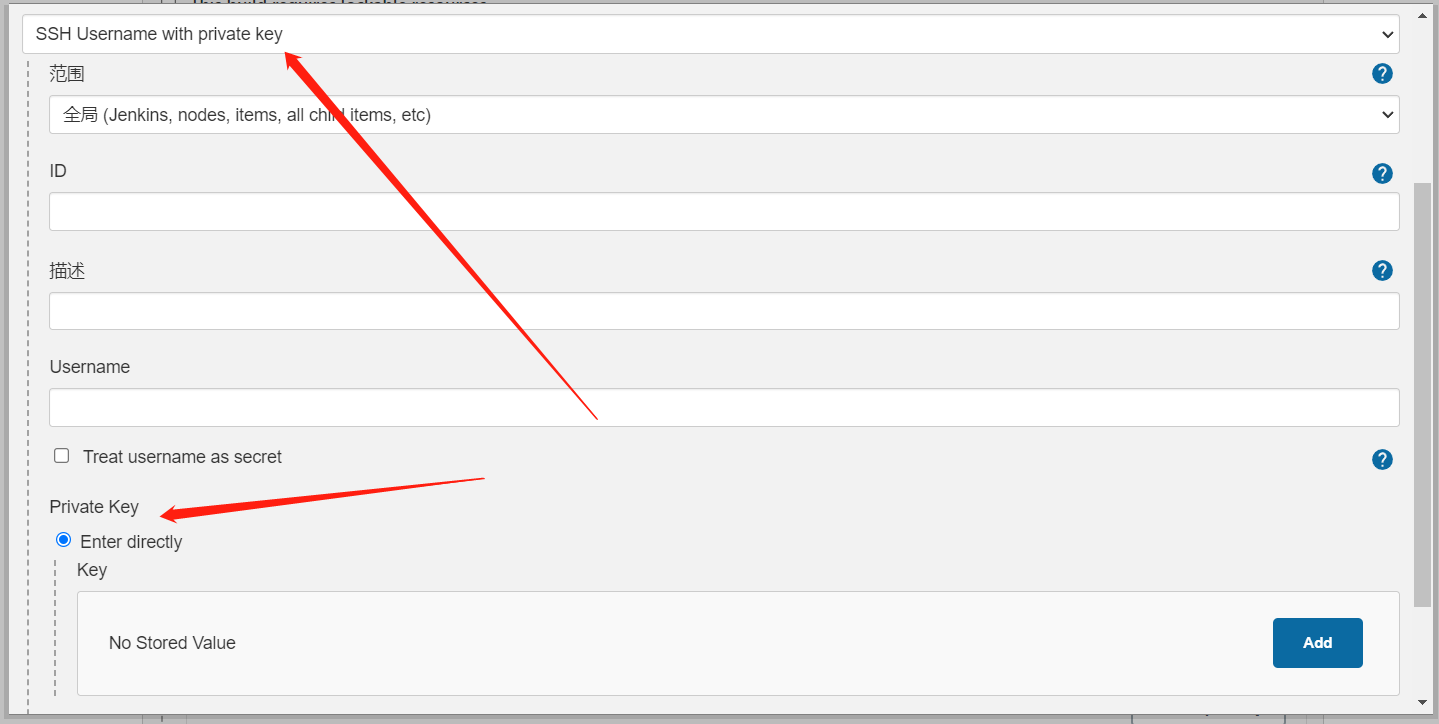 SSH Username with private key
范围
全局 (Jenkins, nodes, items, all child items, etc)
ID
描述
Username
Treat username as secret
Private Key
Enter directly
Key
No Stored Value
Add